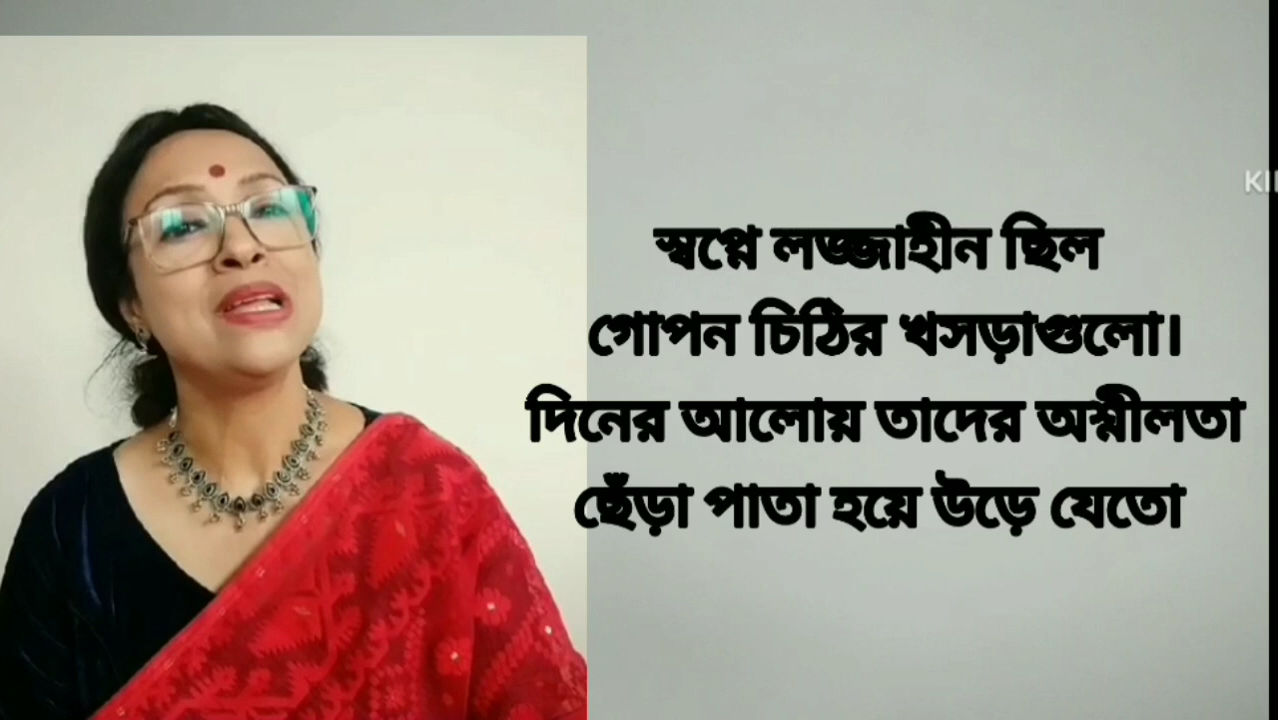 স্বপ্নে লজ্জাহীন ছিল
গোপন চিঠির খসড়াগুলো।
দিনের আলোয় তাদের অশ্লীলতা
ছেঁড়া পাতা হয়ে উড়ে যেতো